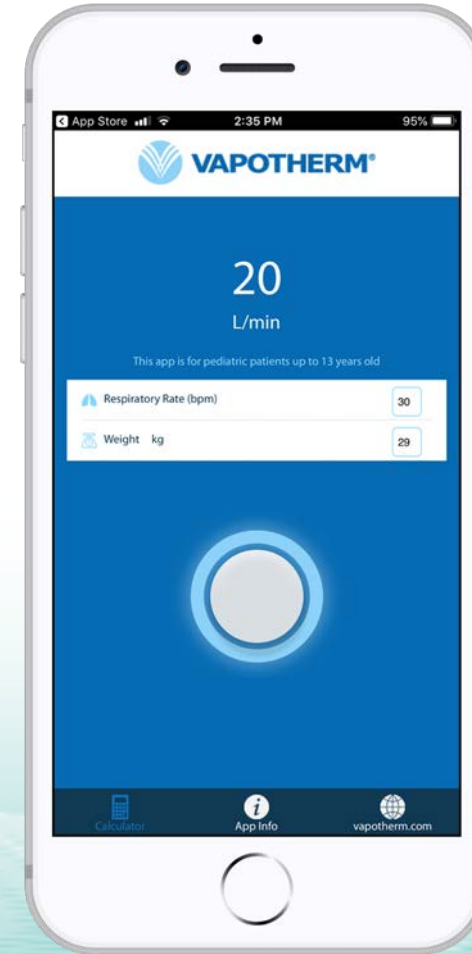 App Store 2:35 PM 95%
VAPOTHERM®
20
L/min
This app is for pediatric patients up to 13 years old
Respiratory Rate (bpm) 30
Weight kg 29
Calculator App Info vapotherm.com